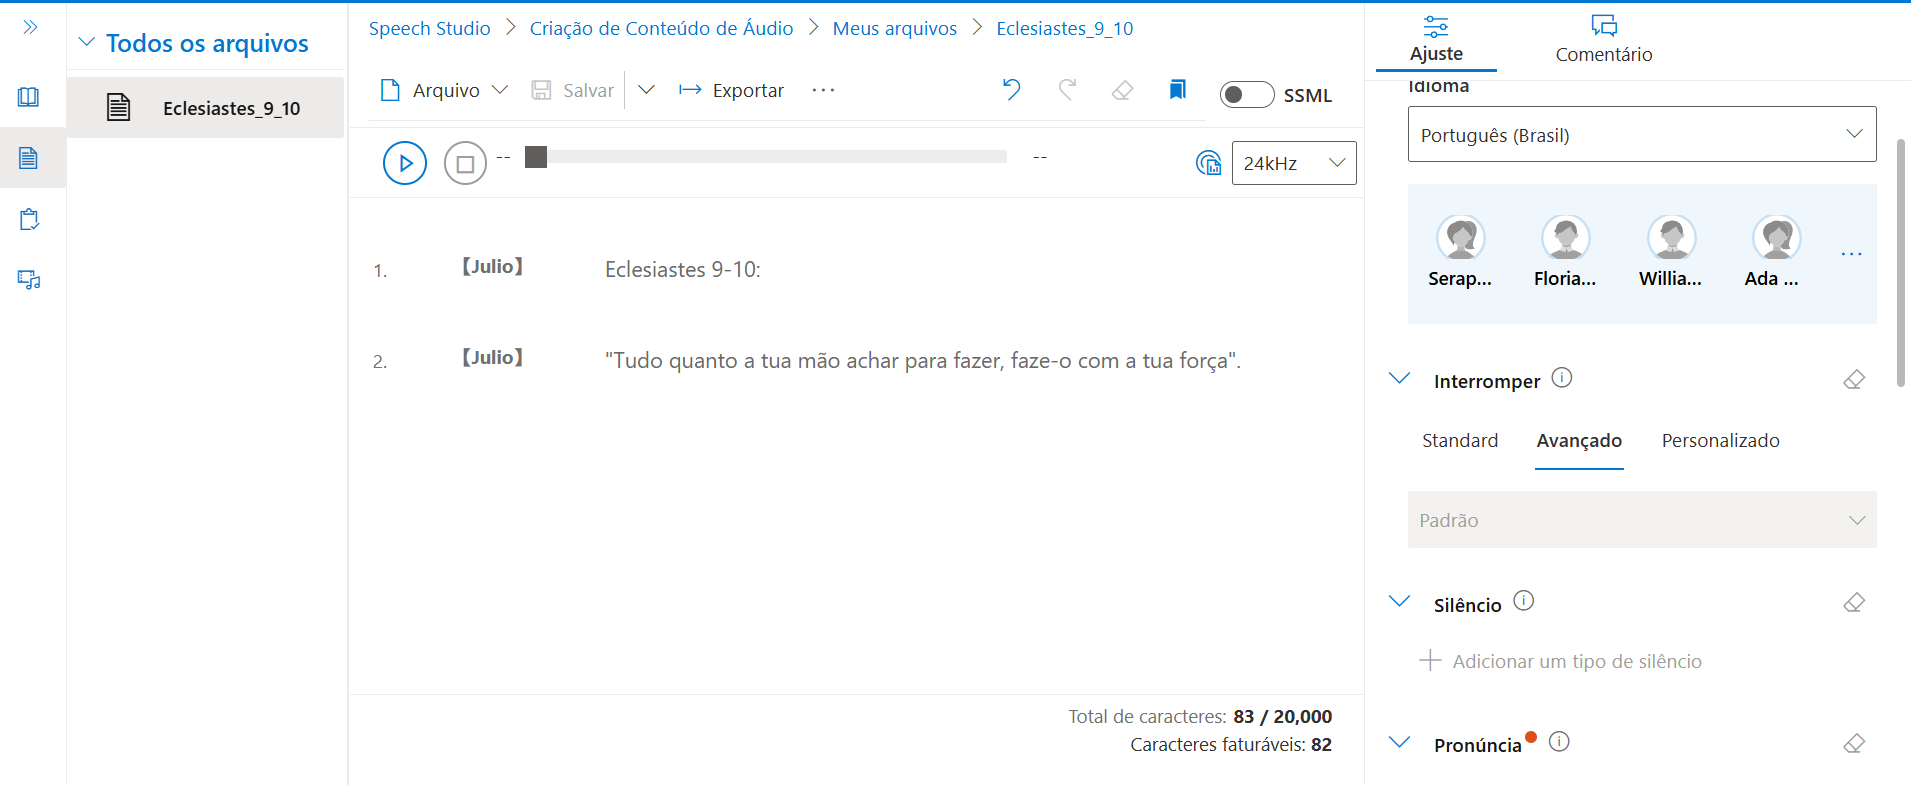 Todos os arquivos
Eclesiastes_9_10
Speech Studio > Criação de Conteúdo de Áudio > Meus arquivos > Eclesiastes_9_10
Arquivo Salvar Exportar ... SSML
-- -- 24kHz
1. 【Julio】 Eclesiastes 9-10:
2. 【Julio】 "Tudo quanto a tua mão achar para fazer, faze-o com a tua força".
Total de caracteres: 83 / 20,000
Caracteres faturáveis: 82
Ajuste Comentário
Idioma
Português (Brasil)
Serap... Floria... Willia... Ada ... ...
Interromper
Standard Avançado Personalizado
Padrão
Silêncio
Adicionar um tipo de silêncio
Pronúncia